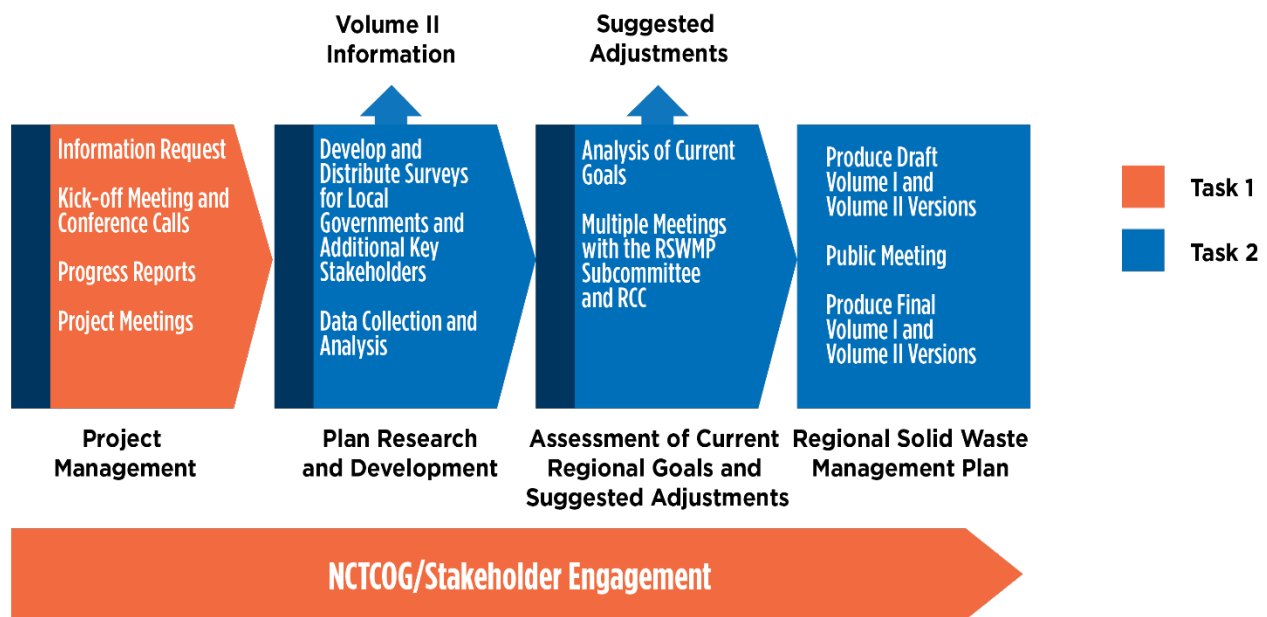 Volume II
Information
Suggested
Adjustments
Information Request
Kick-off Meeting and
Conference Calls
Progress Reports
Project Meetings
Develop and
Distribute Surveys
for Local
Governments and
Additional Key
Stakeholders
Data Collection and
Analysis
Analysis of Current
Goals
Multiple Meetings
with the RSWMP
Subcommittee
and RCC
Produce Draft
Volume I and
Volume II Versions
Public Meeting
Produce Final
Volume I and
Volume II Versions
Task 1
Task 2
Project
Management
Plan Research
and Development
Assessment of Current
Regional Goals and
Suggested Adjustments
Regional Solid Waste
Management Plan
NCTCOG/Stakeholder Engagement